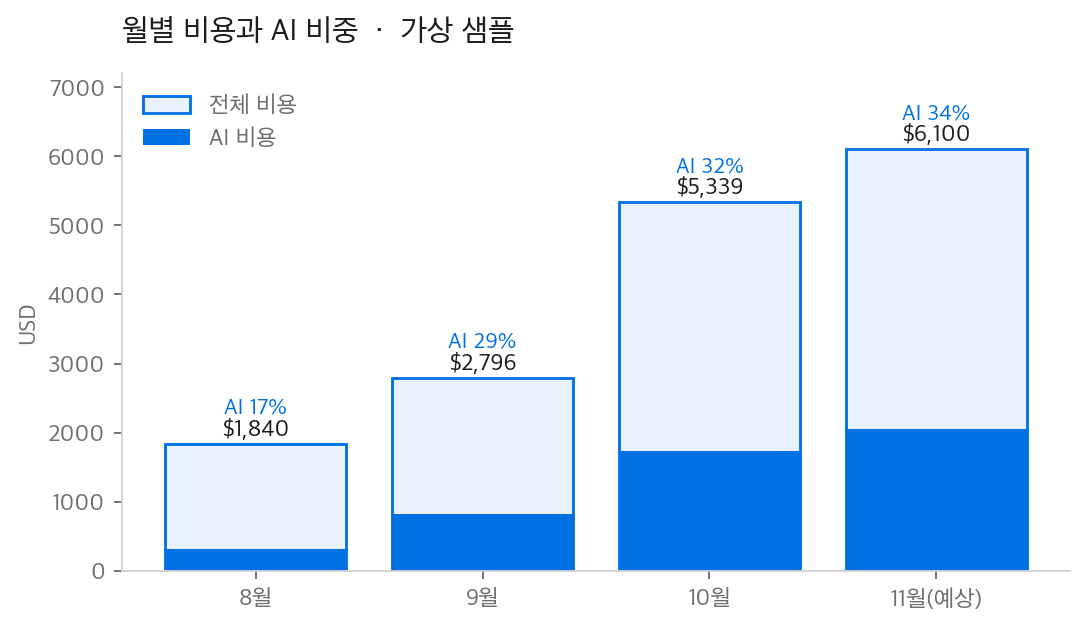 월별 비용과 AI 비중 · 가상 샘플
전체 비용
AI 비용
USD
7000
6000
5000
4000
3000
2000
1000
0
AI 17%
$1,840
AI 29%
$2,796
AI 32%
$5,339
AI 34%
$6,100
8월
9월
10월
11월(예상)